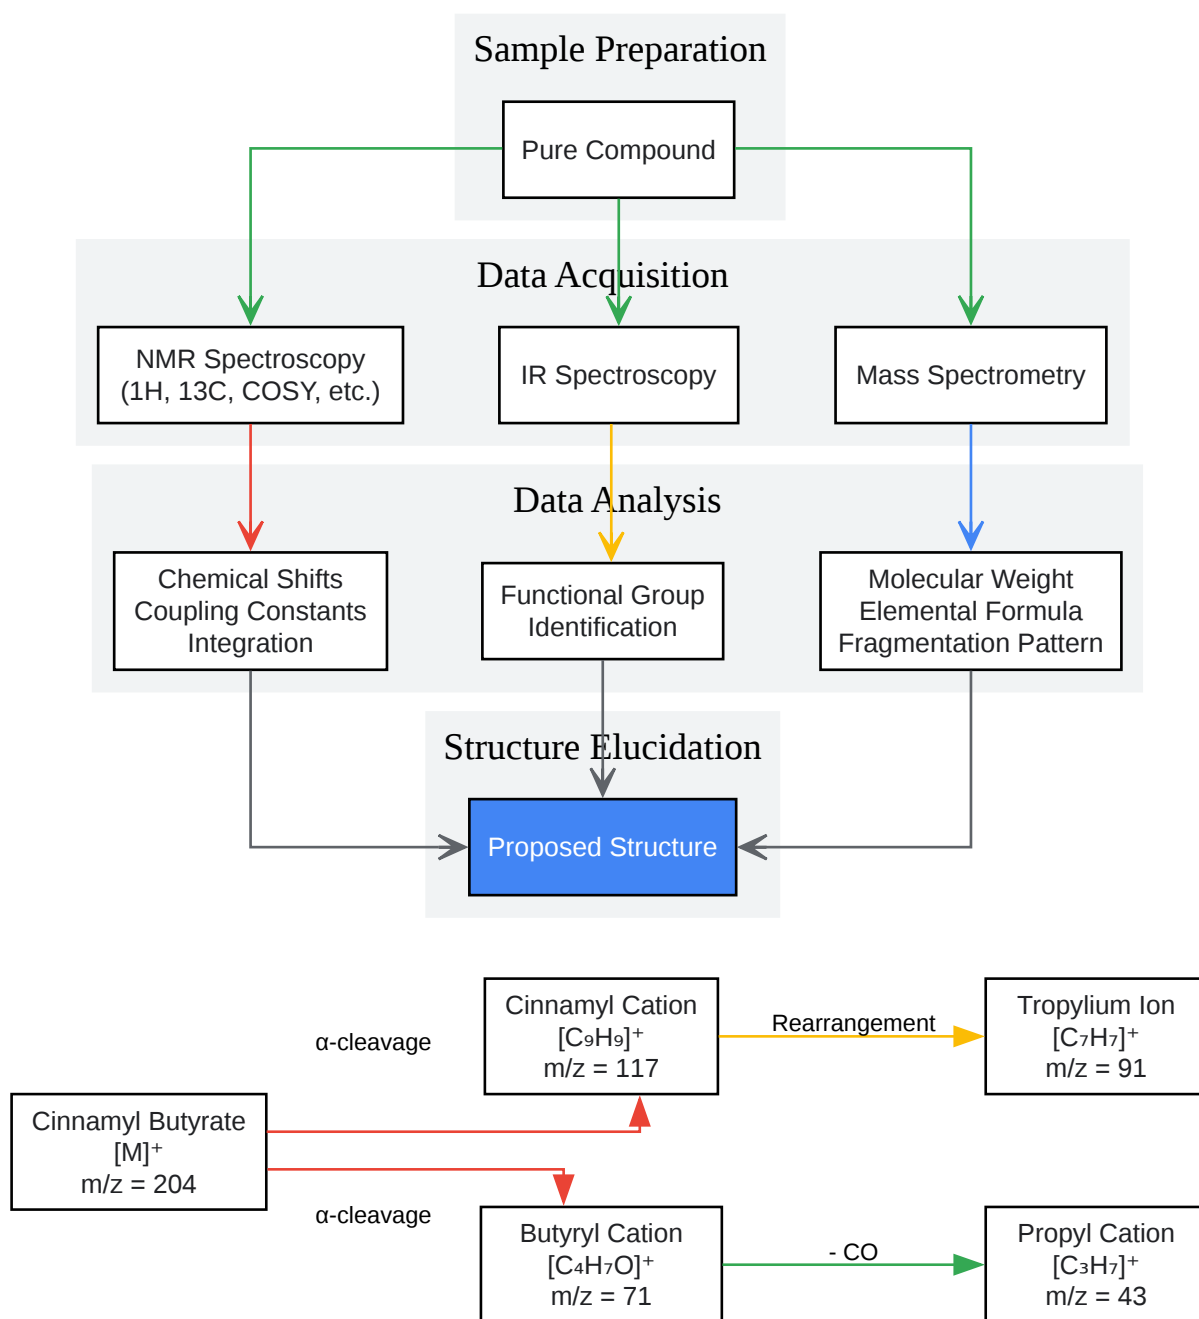 Sample Preparation
Pure Compound
Data Acquisition
NMR Spectroscopy
(1H, 13C, COSY, etc.)
IR Spectroscopy
Mass Spectrometry
Data Analysis
Chemical Shifts
Coupling Constants
Integration
Functional Group
Identification
Molecular Weight
Elemental Formula
Fragmentation Pattern
Structure Elucidation
Proposed Structure
Cinnamyl Butyrate
[M]⁺
m/z = 204
α-cleavage
Cinnamyl Cation
[C₉H₉]⁺
m/z = 117
Rearrangement
Tropylium Ion
[C₇H₇]⁺
m/z = 91
α-cleavage
Butyryl Cation
[C₄H₇O]⁺
m/z = 71
- CO
Propyl Cation
[C₃H₇]⁺
m/z = 43